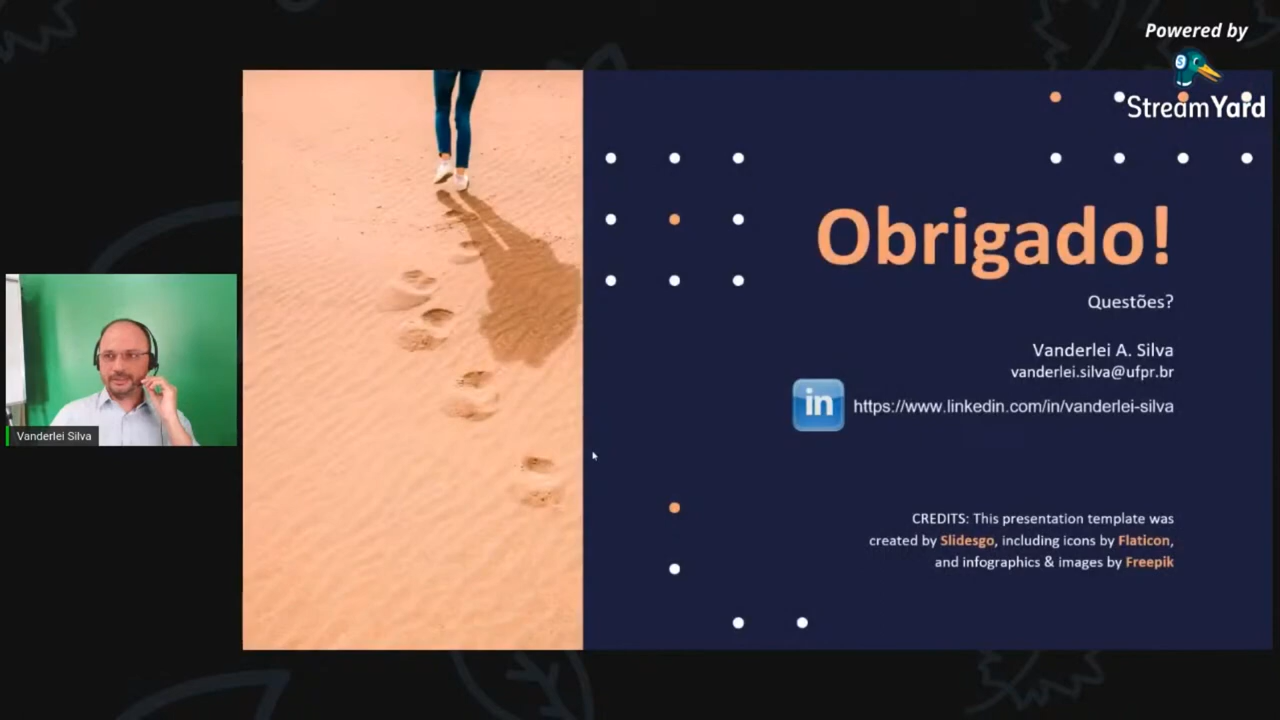 Powered by
StreamYard
Obrigado!
Questões?
Vanderlei A. Silva
vanderlei.silva@ufpr.br
in https://www.linkedin.com/in/vanderlei-silva
Vanderlei Silva
CREDITS: This presentation template was
created by Slidesgo, including icons by Flaticon,
and infographics & images by Freepik